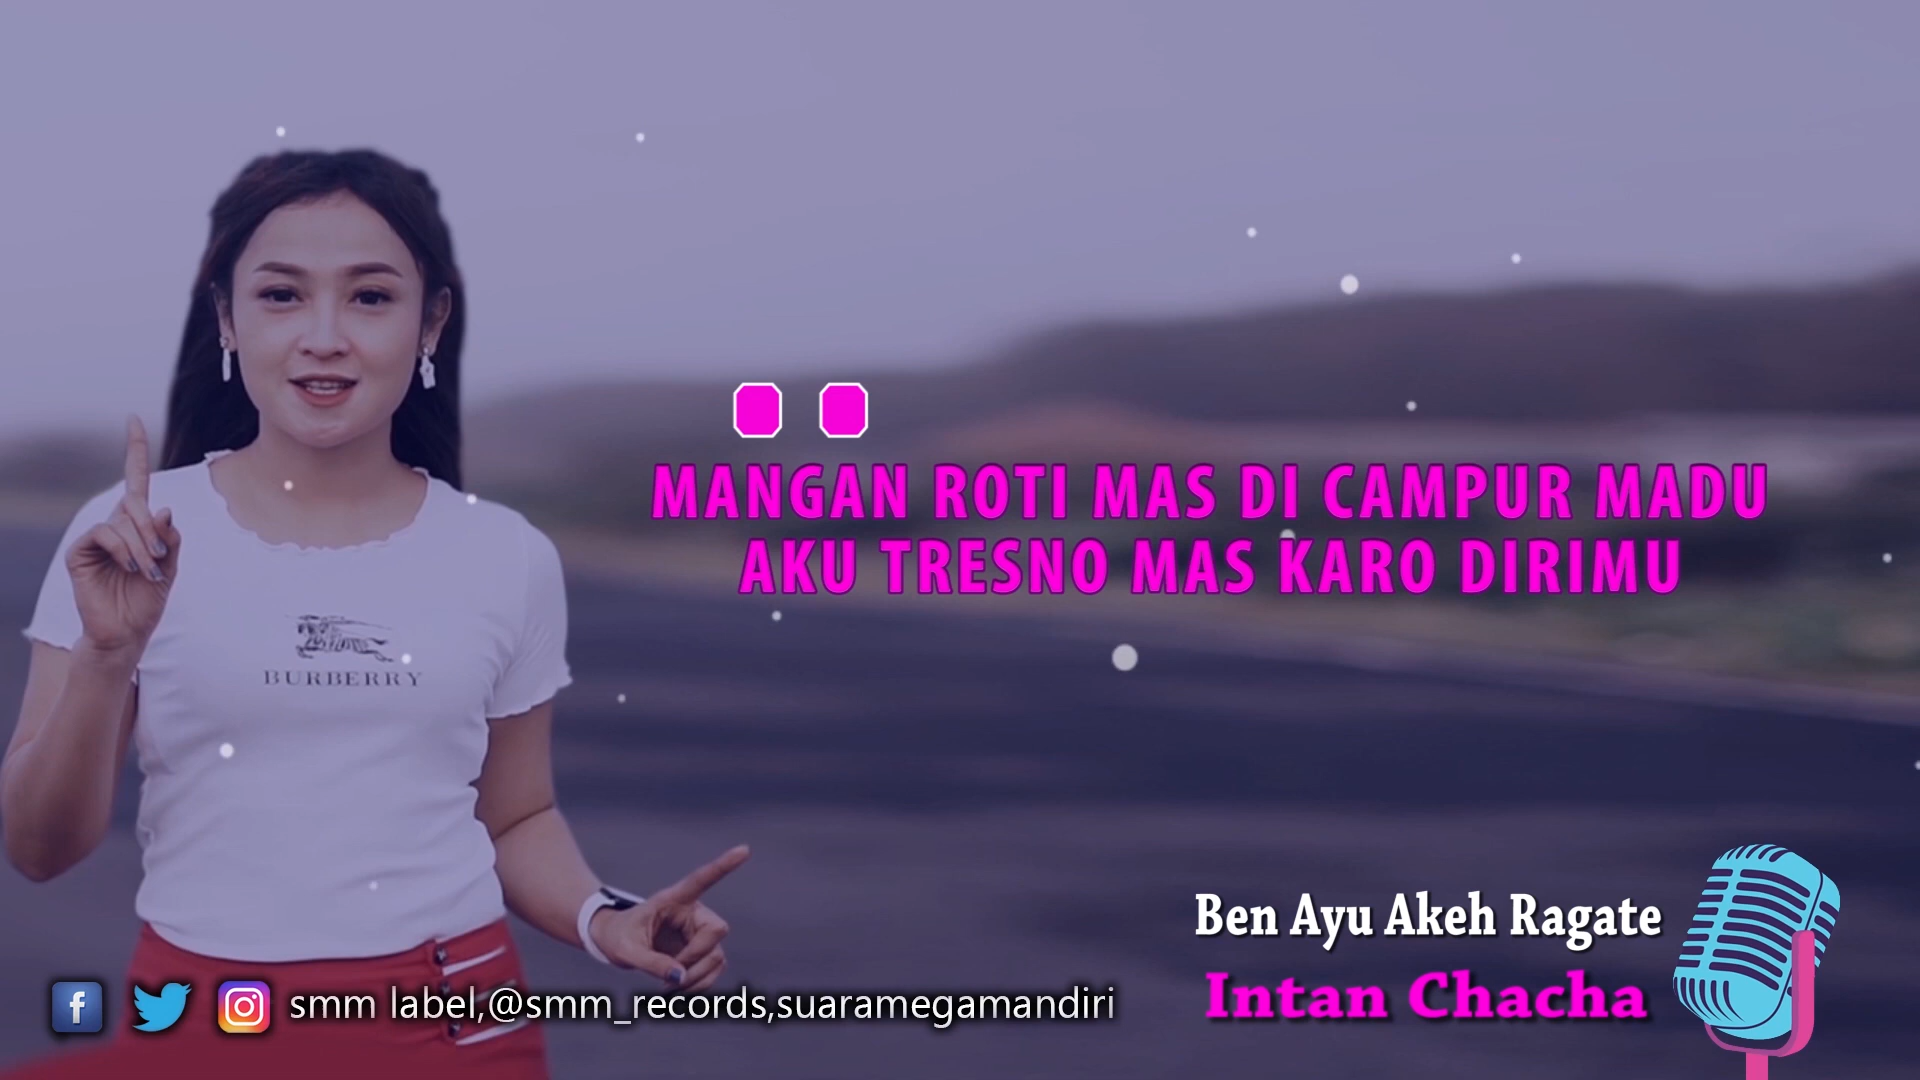 MANGAN ROTI MAS DI CAMPUR MADU
AKU TRESNO MAS KARO DIRIMU
BURBERRY
Ben Ayu Akeh Ragate
Intan Chacha
smm label,@smm_records,suaramegamandiri